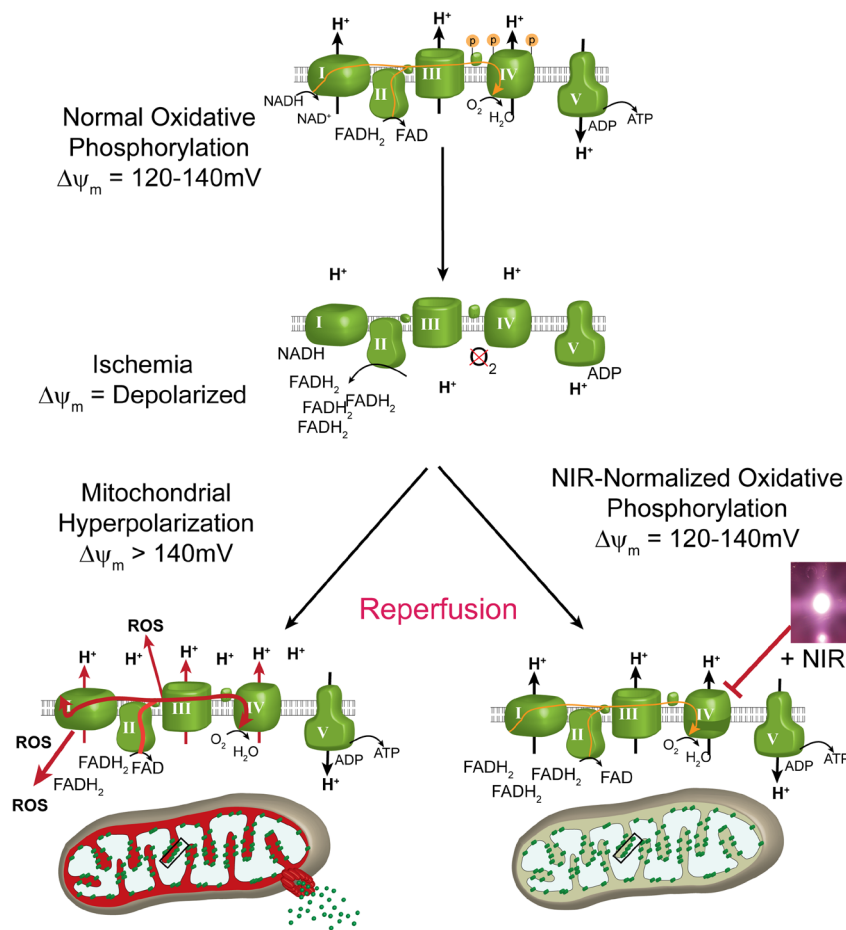 H⁺ H⁺ H⁺
p p p
I II III IV V
NADH
NAD⁺
FADH₂ FAD
O₂ H₂O
ADP ATP
H⁺
Normal Oxidative
Phosphorylation
Δψm = 120-140mV
H⁺ H⁺
I II III IV V
NADH
O₂
ADP
FADH₂
H⁺ H⁺
FADH₂ FADH₂
FADH₂
Ischemia
Δψm = Depolarized
Mitochondrial
Hyperpolarization
Δψm > 140mV
NIR-Normalized Oxidative
Phosphorylation
Δψm = 120-140mV
Reperfusion
+ NIR
ROS
H⁺ H⁺ H⁺ H⁺ H⁺ H⁺
I II III IV V
ROS
O₂ H₂O
FADH₂ FAD
ADP ATP
FADH₂
H⁺
ROS
H⁺ H⁺ H⁺
I II III IV V
O₂ H₂O
FADH₂ FADH₂ FAD
ADP ATP
FADH₂
H⁺